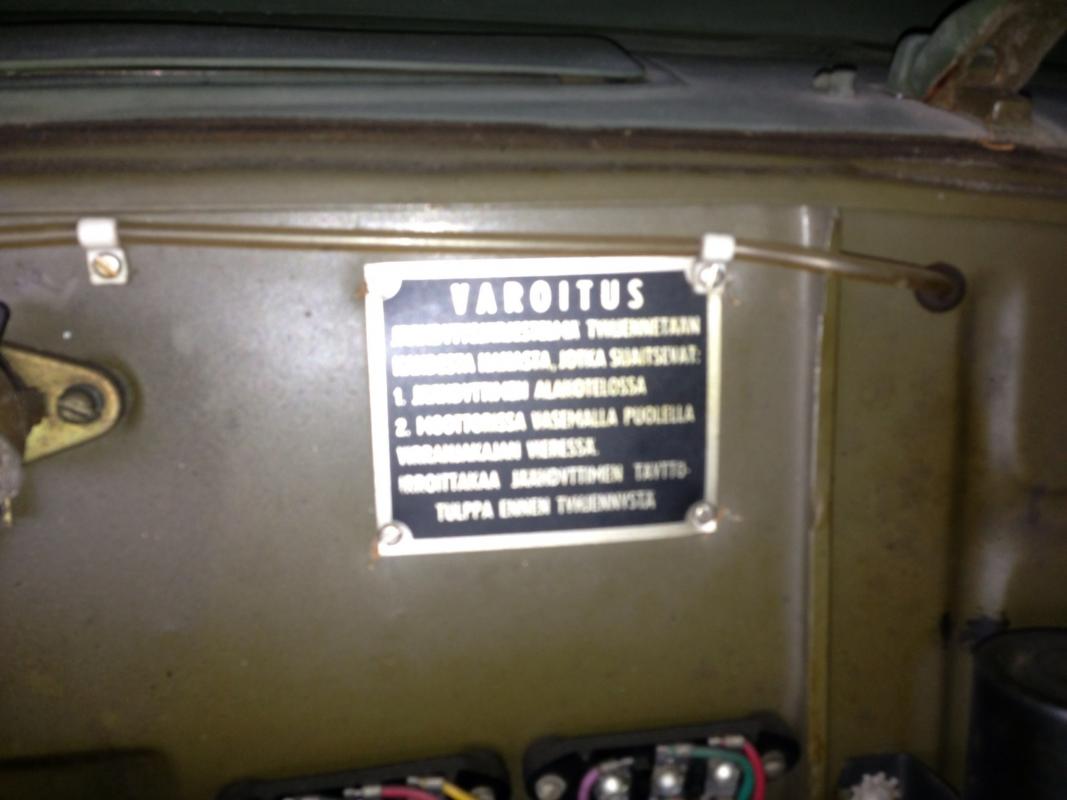 VAROITUS
JÄÄHDYTYSJÄRJESTELMÄ TYHJENNETÄÄN
KAHDESTA HANASTA, JOTKA SIJAITSEVAT:
1. JÄÄHDYTTIMEN ALAKOTELOSSA
2. MOOTTORISSA VASEMMALLA PUOLELLA
VIRRANJAKAJAN VIERESSÄ.
IRROITTAKAA JÄÄHDYTTIMEN TÄYTTÖ-
TULPPA ENNEN TYHJENNYSTÄ